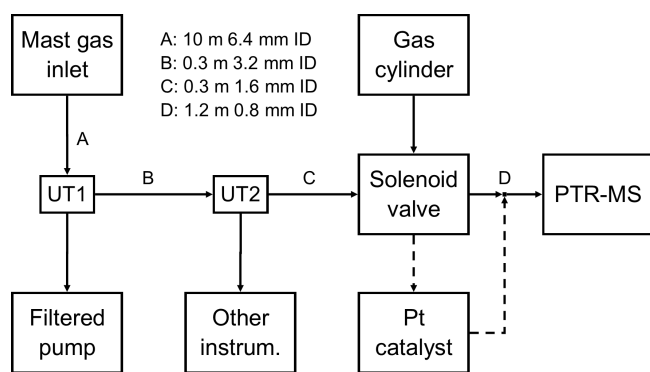 Mast gas
inlet
A: 10 m 6.4 mm ID
B: 0.3 m 3.2 mm ID
C: 0.3 m 1.6 mm ID
D: 1.2 m 0.8 mm ID
Gas
cylinder
A
UT1
B
UT2
C
Solenoid
valve
D
PTR-MS
Filtered
pump
Other
instrum.
Pt
catalyst